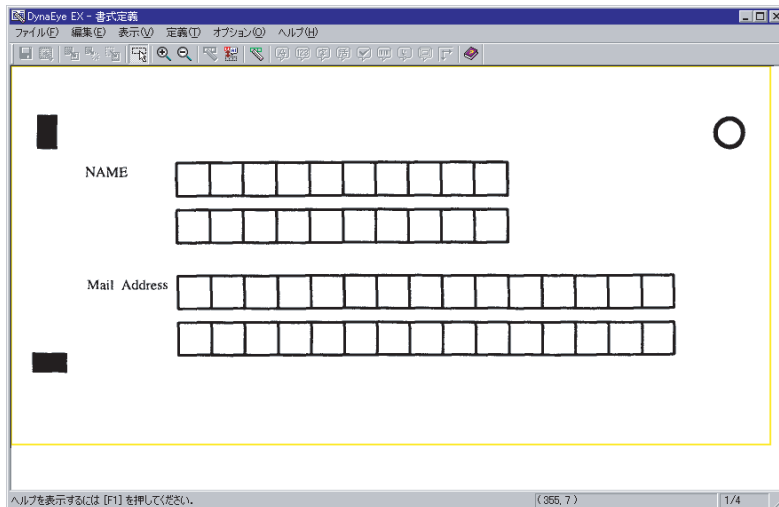 DynaEye EX - 書式定義
ファイル(F) 編集(E) 表示(V) 定義(T) オプション(O) ヘルプ(H)
NAME
Mail Address
ヘルプを表示するには [F1] を押してください。 (355, 7) 1/4